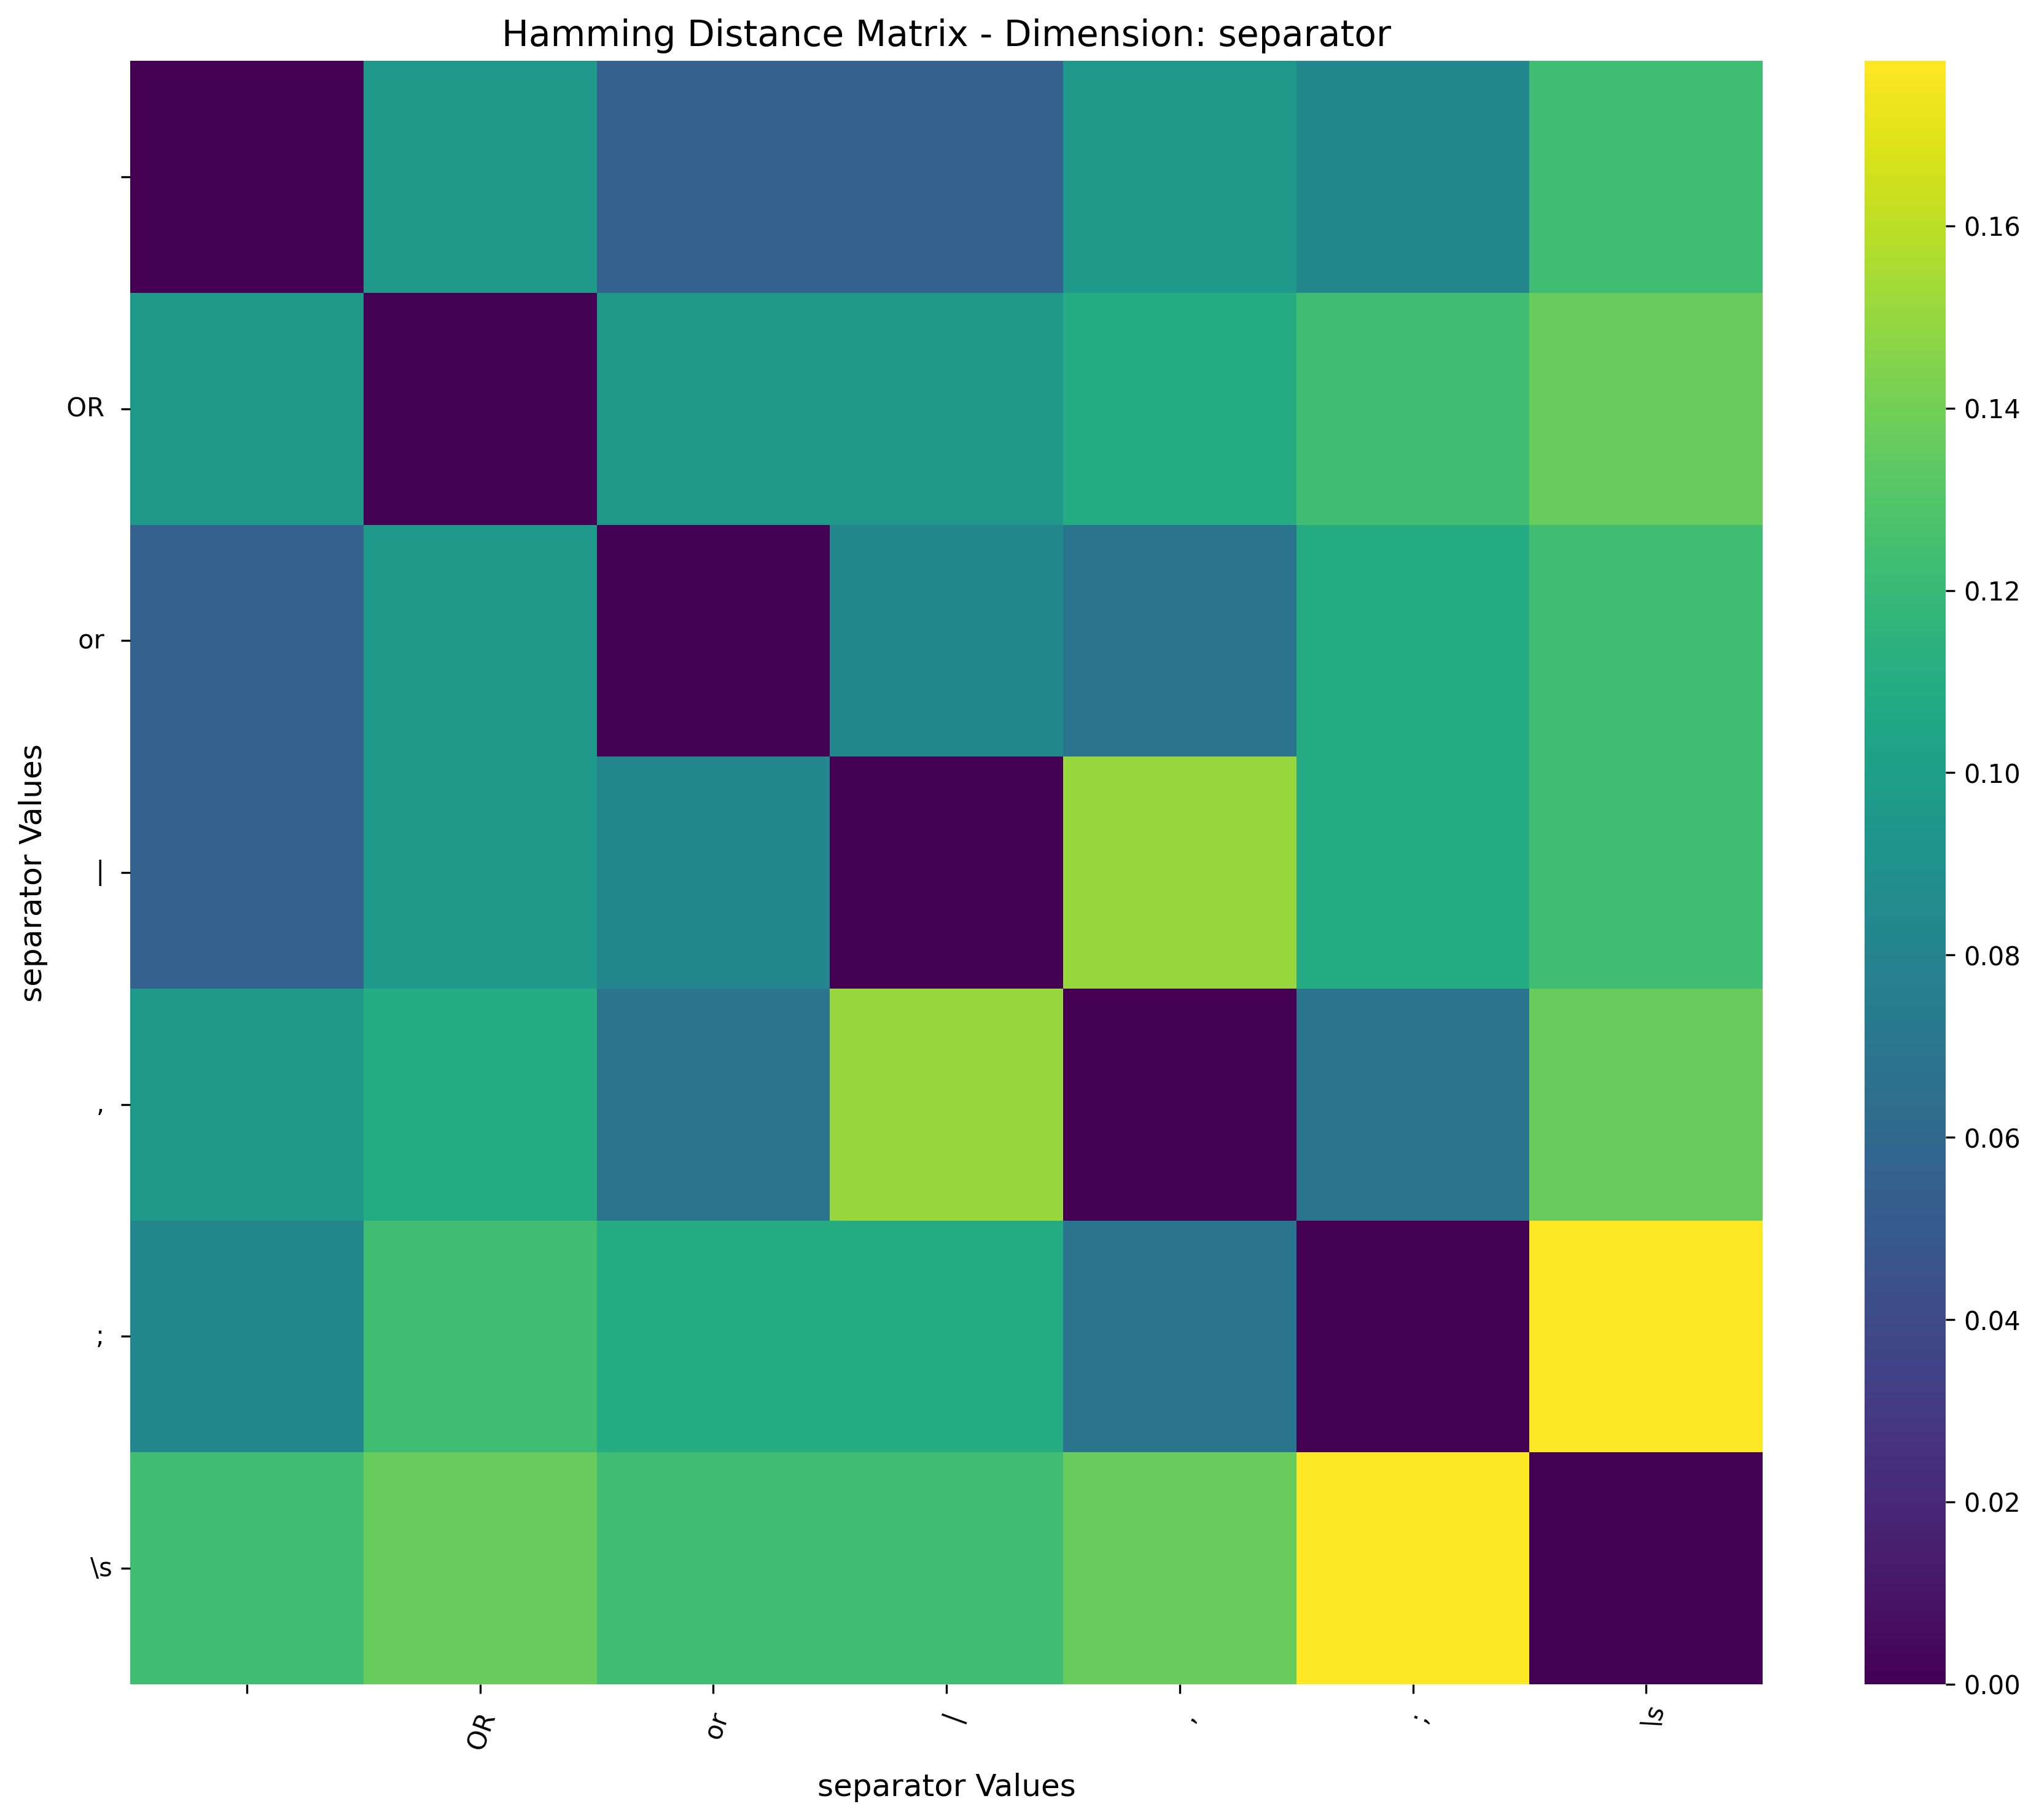 Hamming Distance Matrix - Dimension: separator
separator Values
OR
or
|
,
;
\s
OR
or
|
,
;
\s
separator Values
0.16
0.14
0.12
0.10
0.08
0.06
0.04
0.02
0.00